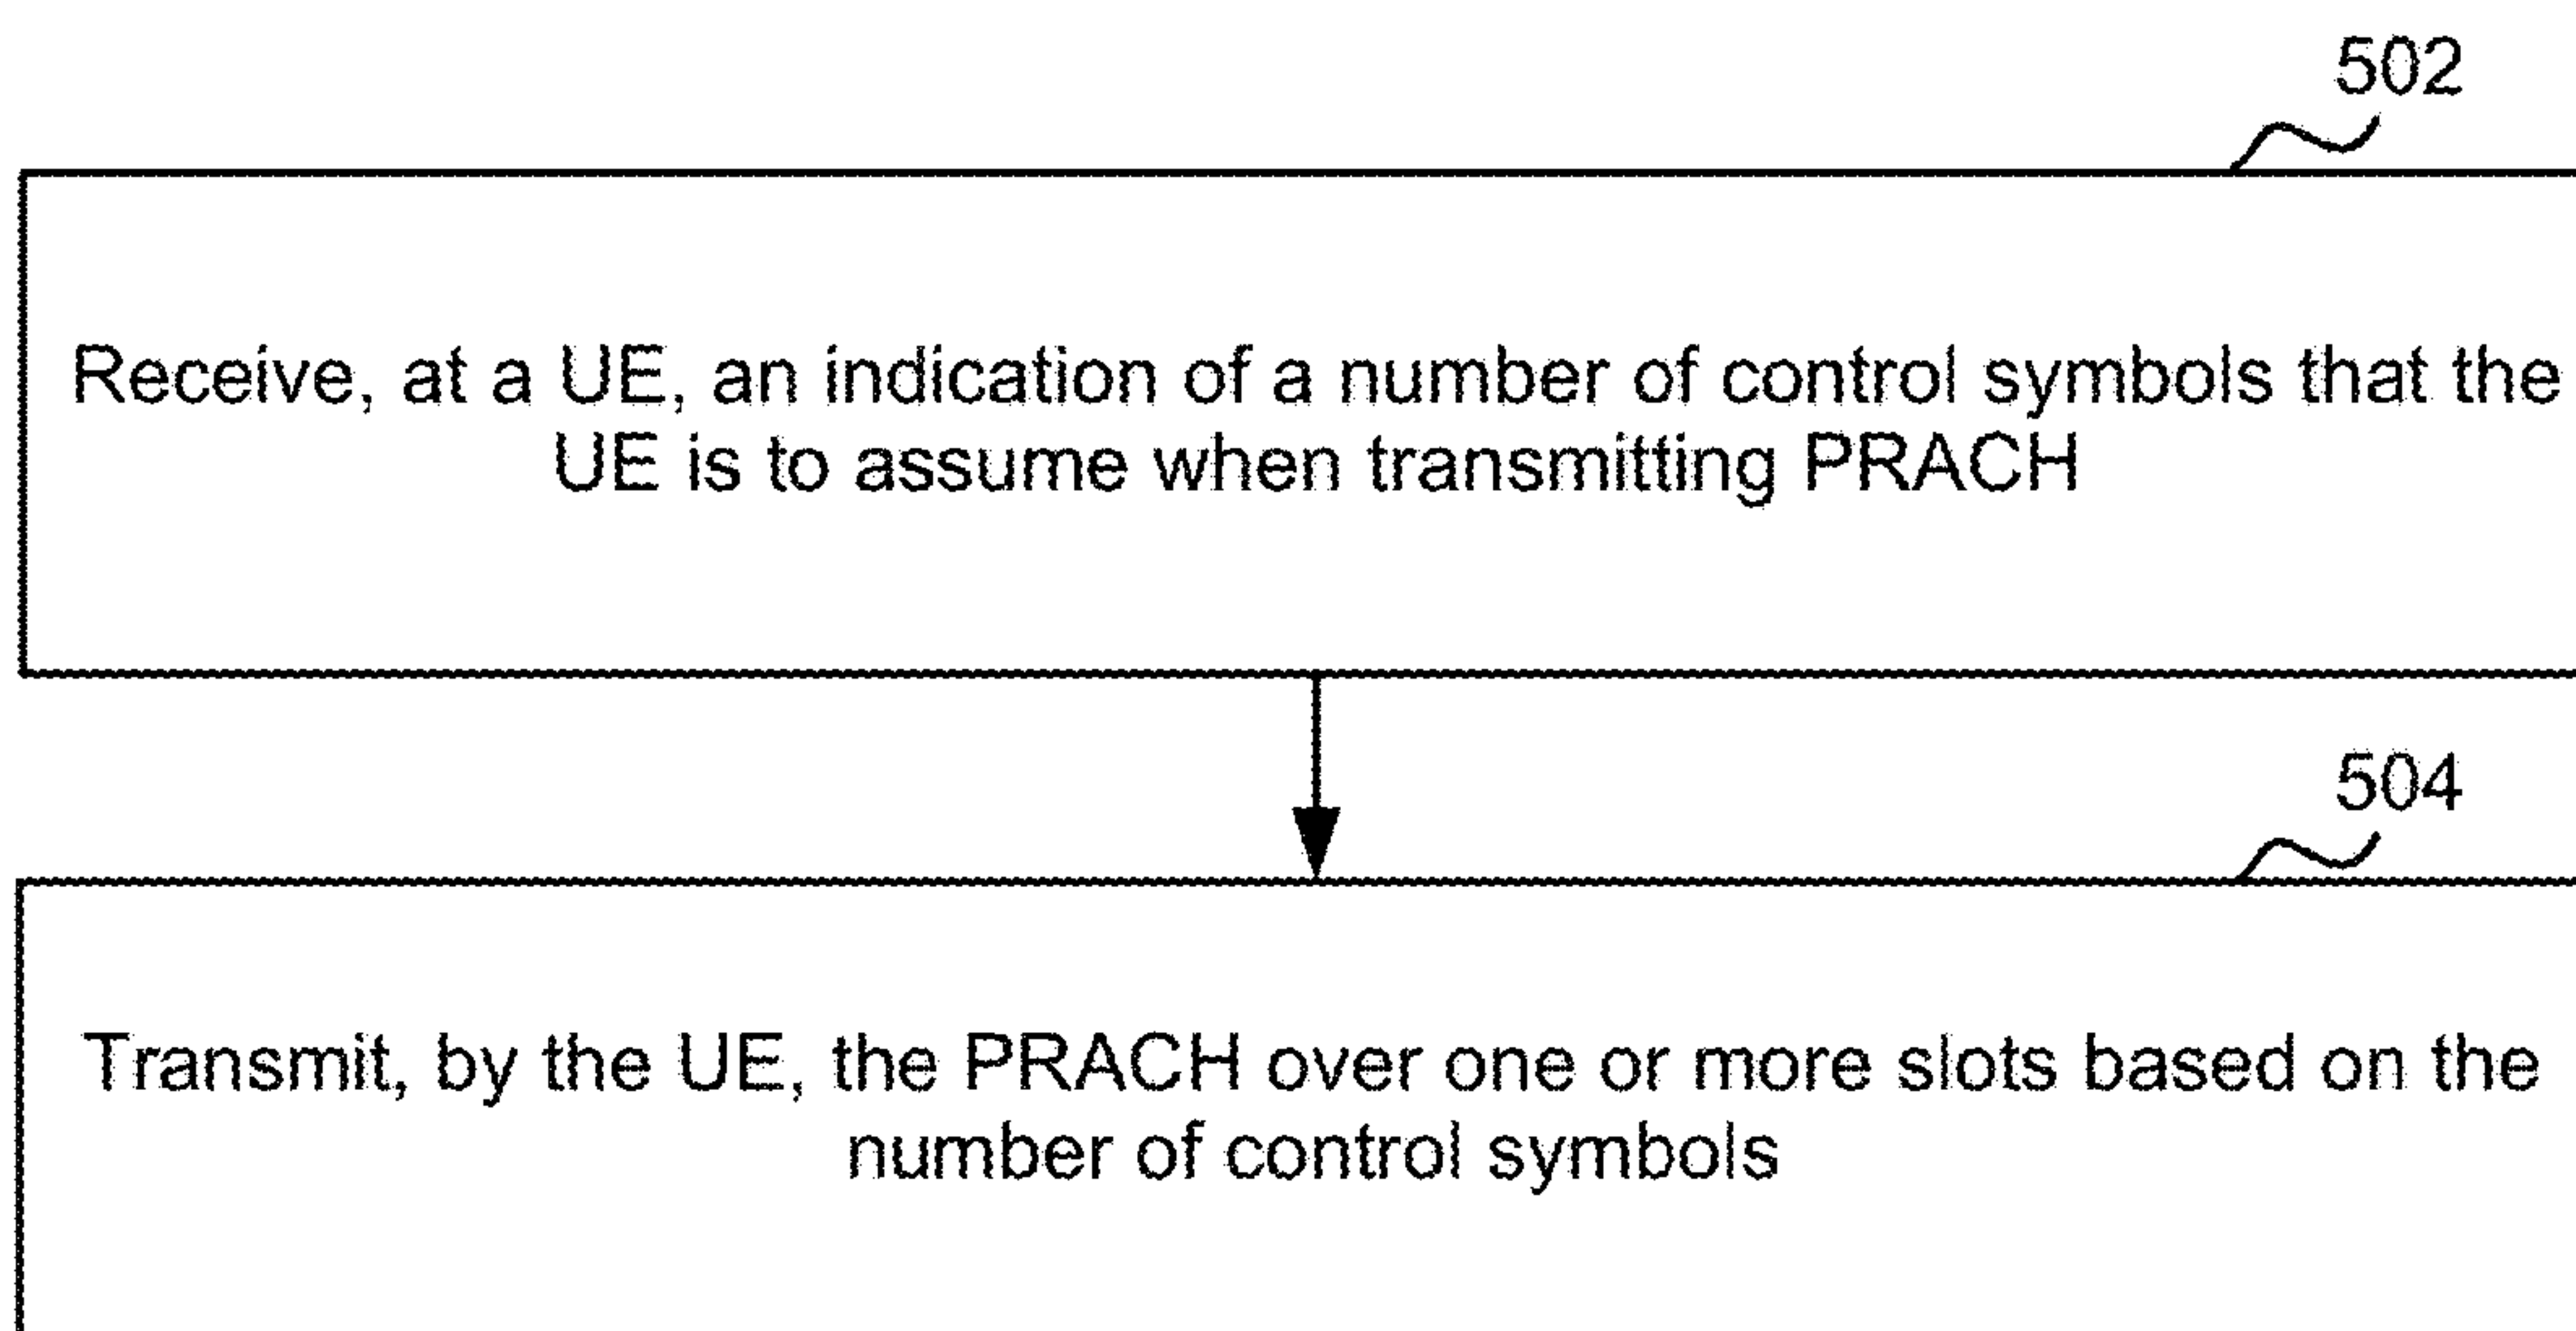 502
Receive, at a UE, an indication of a number of control symbols that the
UE is to assume when transmitting PRACH
504
Transmit, by the UE, the PRACH over one or more slots based on the
number of control symbols